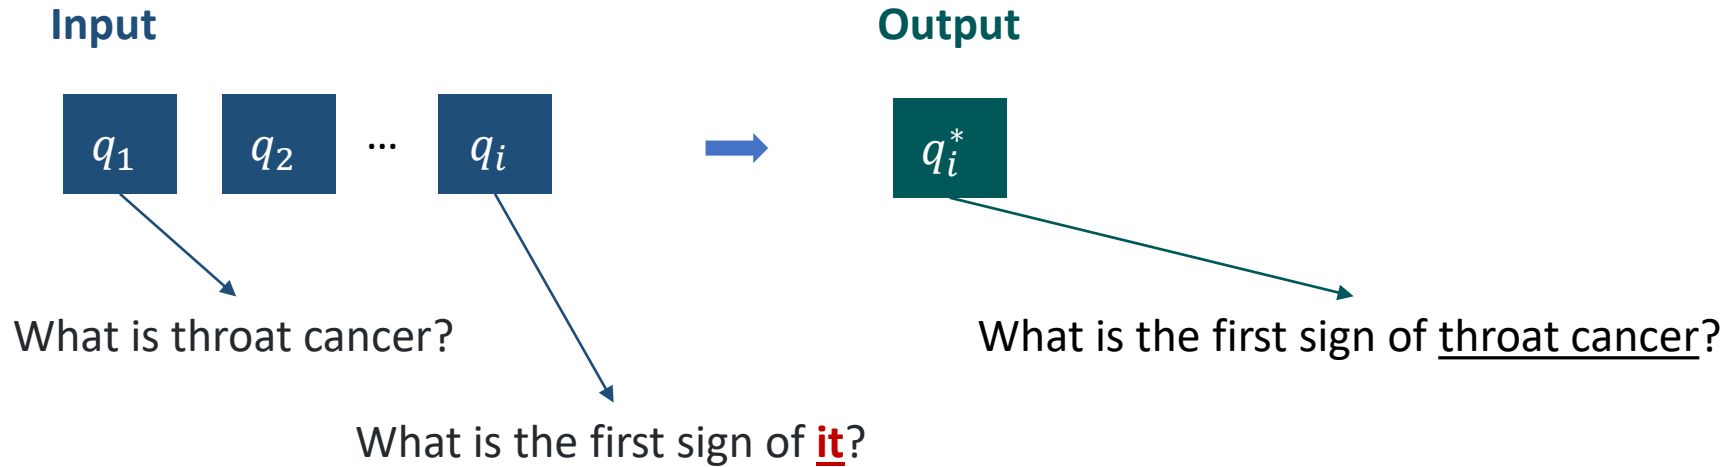 Input
Output
q₁ q₂ ... qᵢ
qᵢ*
What is throat cancer?
What is the first sign of throat cancer?
What is the first sign of it?